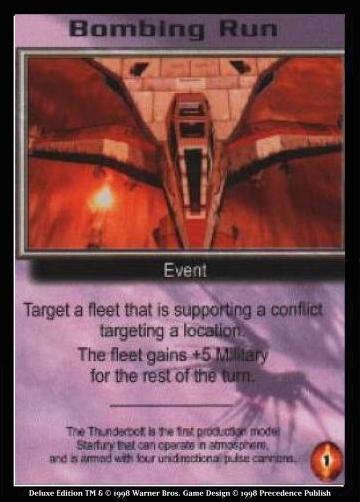 Bombing Run
Event
Target a fleet that is supporting a conflict
targeting a location.
The fleet gains +5 Military
for the rest of the turn.
The Thunderbolt is the first production model
Starfury that can operate in atmosphere,
and is armed with four unidirectional pulse cannons.
1
Deluxe Edition TM & © 1998 Warner Bros. Game Design © 1998 Precedence Publish